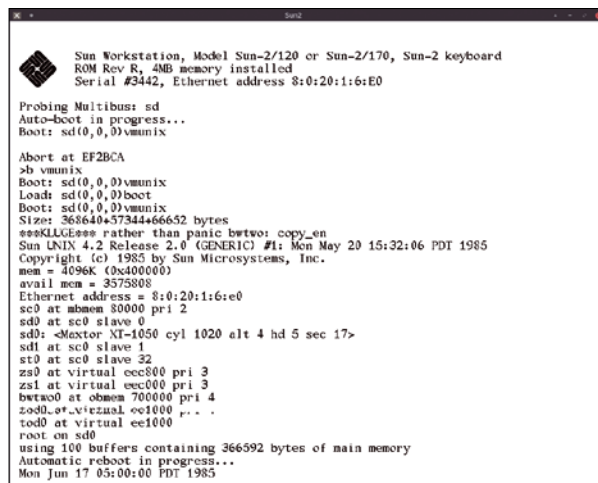 Sun2
Sun Workstation, Model Sun-2/120 or Sun-2/170, Sun-2 keyboard
ROM Rev R, 4MB memory installed
Serial #3442, Ethernet address 8:0:20:1:6:E0
Probing Multibus: sd
Auto-boot in progress...
Boot: sd(0,0,0)vmunix
Abort at EF2BCA
>b vmunix
Boot: sd(0,0,0)vmunix
Load: sd(0,0,0)boot
Boot: sd(0,0,0)vmunix
Size: 368640+57344+66652 bytes
***KLUGE*** rather than panic bwtwo: copy_en
Sun UNIX 4.2 Release 2.0 (GENERIC) #1: Mon May 20 15:32:06 PDT 1985
Copyright (c) 1985 by Sun Microsystems, Inc.
mem = 4096K (0x400000)
avail mem = 3575808
Ethernet address = 8:0:20:1:6:e0
sc0 at mbmem 80000 pri 2
sd0 at sc0 slave 0
sd0: <Maxtor XT-1050 cyl 1020 alt 4 hd 5 sec 17>
sd1 at sc0 slave 1
st0 at sc0 slave 32
zs0 at virtual eec800 pri 3
zs1 at virtual eec000 pri 3
bwtwo0 at obmem 700000 pri 4
at virtual ee1000
tod0 at virtual ee1000
root on sd0
using 100 buffers containing 366592 bytes of main memory
Automatic reboot in progress...
Mon Jun 17 05:00:00 PDT 1985